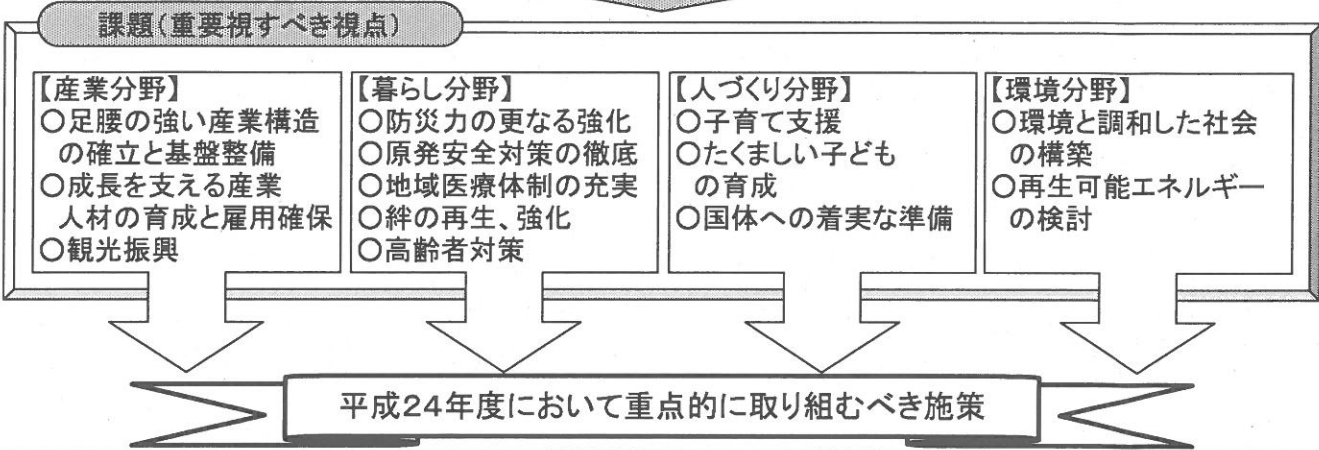 課題(重要視すべき視点)
【産業分野】
○足腰の強い産業構造
の確立と基盤整備
○成長を支える産業
人材の育成と雇用確保
○観光振興
【暮らし分野】
○防災力の更なる強化
○原発安全対策の徹底
○地域医療体制の充実
○絆の再生、強化
○高齢者対策
【人づくり分野】
○子育て支援
○たくましい子ども
の育成
○国体への着実な準備
【環境分野】
○環境と調和した社会
の構築
○再生可能エネルギー
の検討
平成24年度において重点的に取り組むべき施策